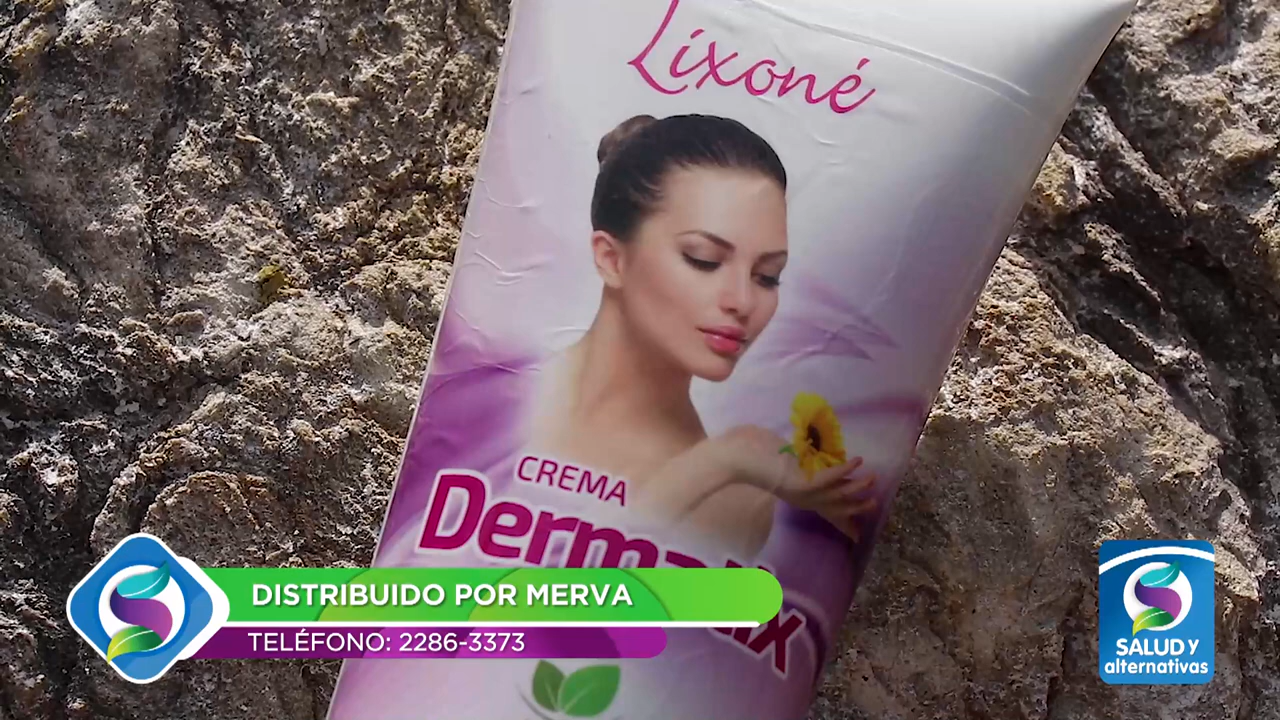 Lixoné
CREMA
DISTRIBUIDO POR MERVA
TELÉFONO: 2286-3373
SALUD Y
alternativas